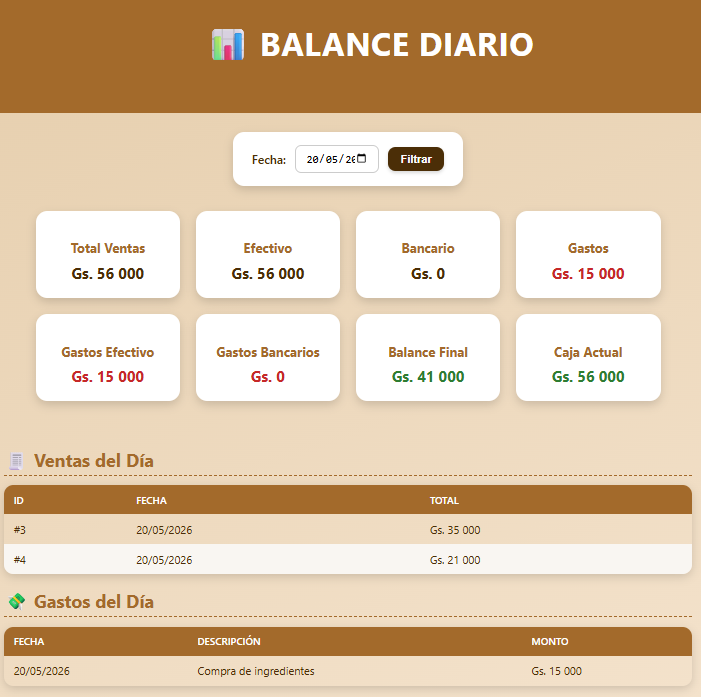 BALANCE DIARIO
Fecha: 20/05/20 Filtrar
Total Ventas Efectivo Bancario Gastos
Gs. 56 000 Gs. 56 000 Gs. 0 Gs. 15 000
Gastos Efectivo Gastos Bancarios Balance Final Caja Actual
Gs. 15 000 Gs. 0 Gs. 41 000 Gs. 56 000
Ventas del Día
ID FECHA TOTAL
#3 20/05/2026 Gs. 35 000
#4 20/05/2026 Gs. 21 000
Gastos del Día
FECHA DESCRIPCIÓN MONTO
20/05/2026 Compra de ingredientes Gs. 15 000